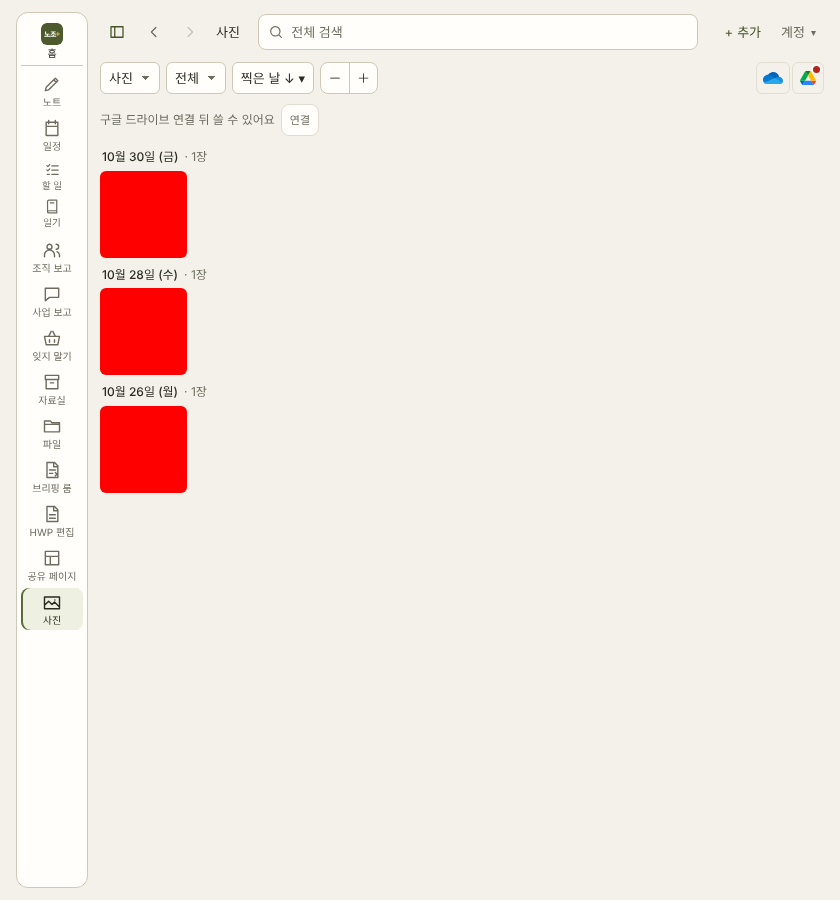 노조+
홈
노트
일정
할 일
일기
조직 보고
사업 보고
잊지 말기
자료실
파일
브리핑 룸
HWP 편집
공유 페이지
사진
사진
전체 검색
+ 추가
계정 ▾
사진
전체
찍은 날 ↓ ▾
구글 드라이브 연결 뒤 쓸 수 있어요
연결
10월 30일 (금) · 1장
10월 28일 (수) · 1장
10월 26일 (월) · 1장